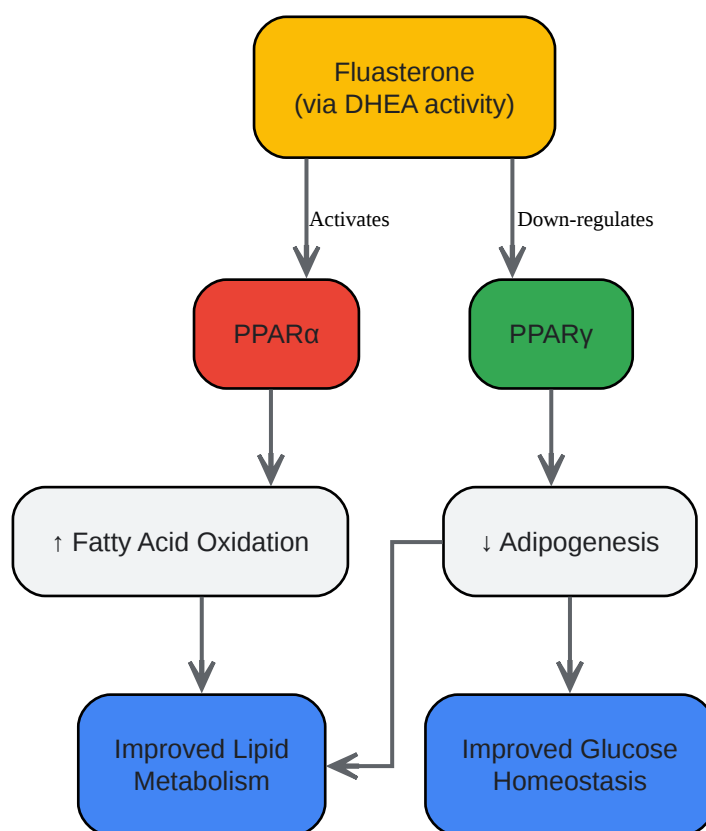 Fluasterone
(via DHEA activity)
Activates
Down-regulates
PPARα
PPARγ
↑ Fatty Acid Oxidation
↓ Adipogenesis
Improved Lipid
Metabolism
Improved Glucose
Homeostasis